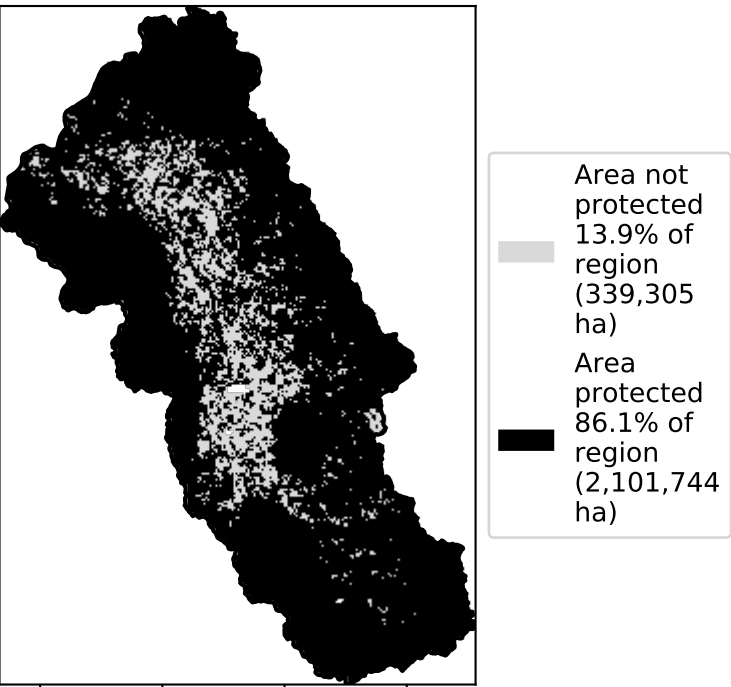 Area not
protected
13.9% of
region
(339,305
ha)
Area
protected
86.1% of
region
(2,101,744
ha)